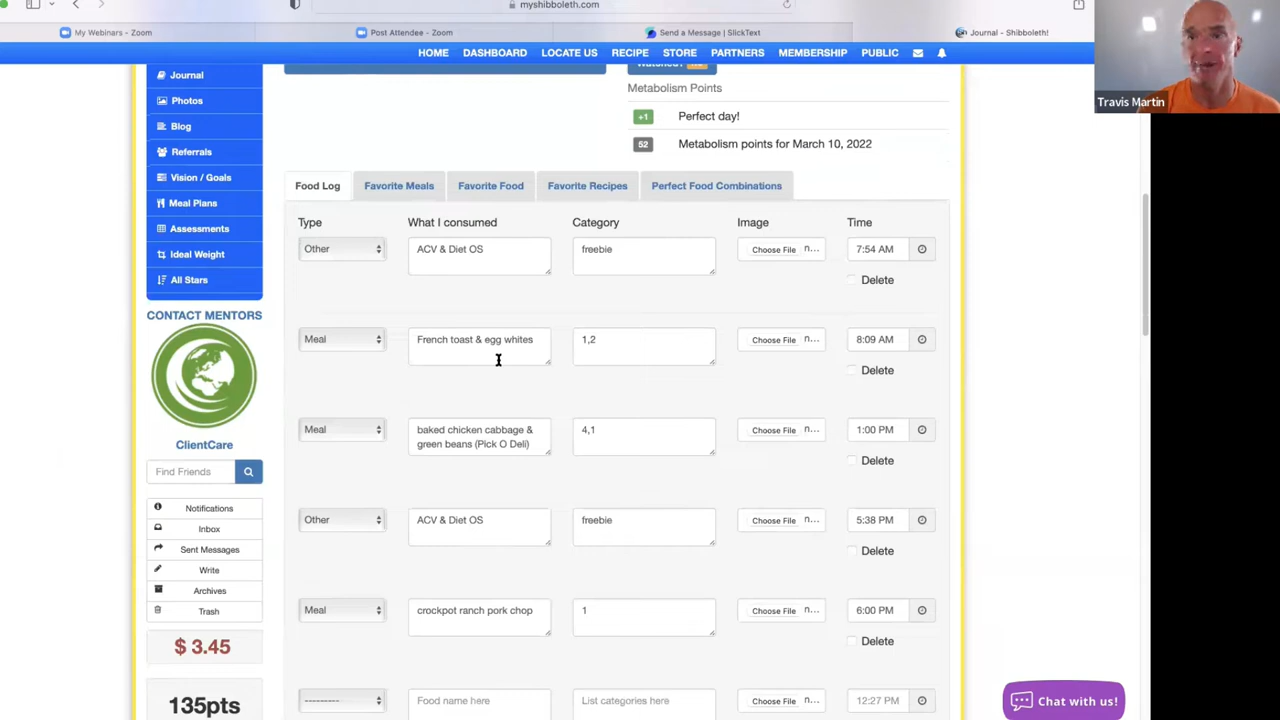 myshibboleth.com
My Webinars - Zoom
Post Attendee - Zoom
Send a Message | SlickText
Journal - Shibboleth!
HOME DASHBOARD LOCATE US RECIPE STORE PARTNERS MEMBERSHIP PUBLIC
Travis Martin
Journal
Photos
Blog
Referrals
Vision / Goals
Meal Plans
Assessments
Ideal Weight
All Stars
CONTACT MENTORS
ClientCare
Find Friends
Notifications
Inbox
Sent Messages
Write
Archives
Trash
$ 3.45
135pts
Metabolism Points
+1 Perfect day!
52 Metabolism points for March 10, 2022
Food Log Favorite Meals Favorite Food Favorite Recipes Perfect Food Combinations
Type What I consumed Category Image Time
Other ACV & Diet OS freebie Choose File n... 7:54 AM
Delete
Meal French toast & egg whites 1,2 Choose File n... 8:09 AM
Delete
Meal baked chicken cabbage & 4,1 Choose File n... 1:00 PM
green beans (Pick O Deli)
Delete
Other ACV & Diet OS freebie Choose File n... 5:38 PM
Delete
Meal crockpot ranch pork chop 1 Choose File n... 6:00 PM
Delete
--------- Food name here List categories here Choose File n... 12:27 PM
Chat with us!